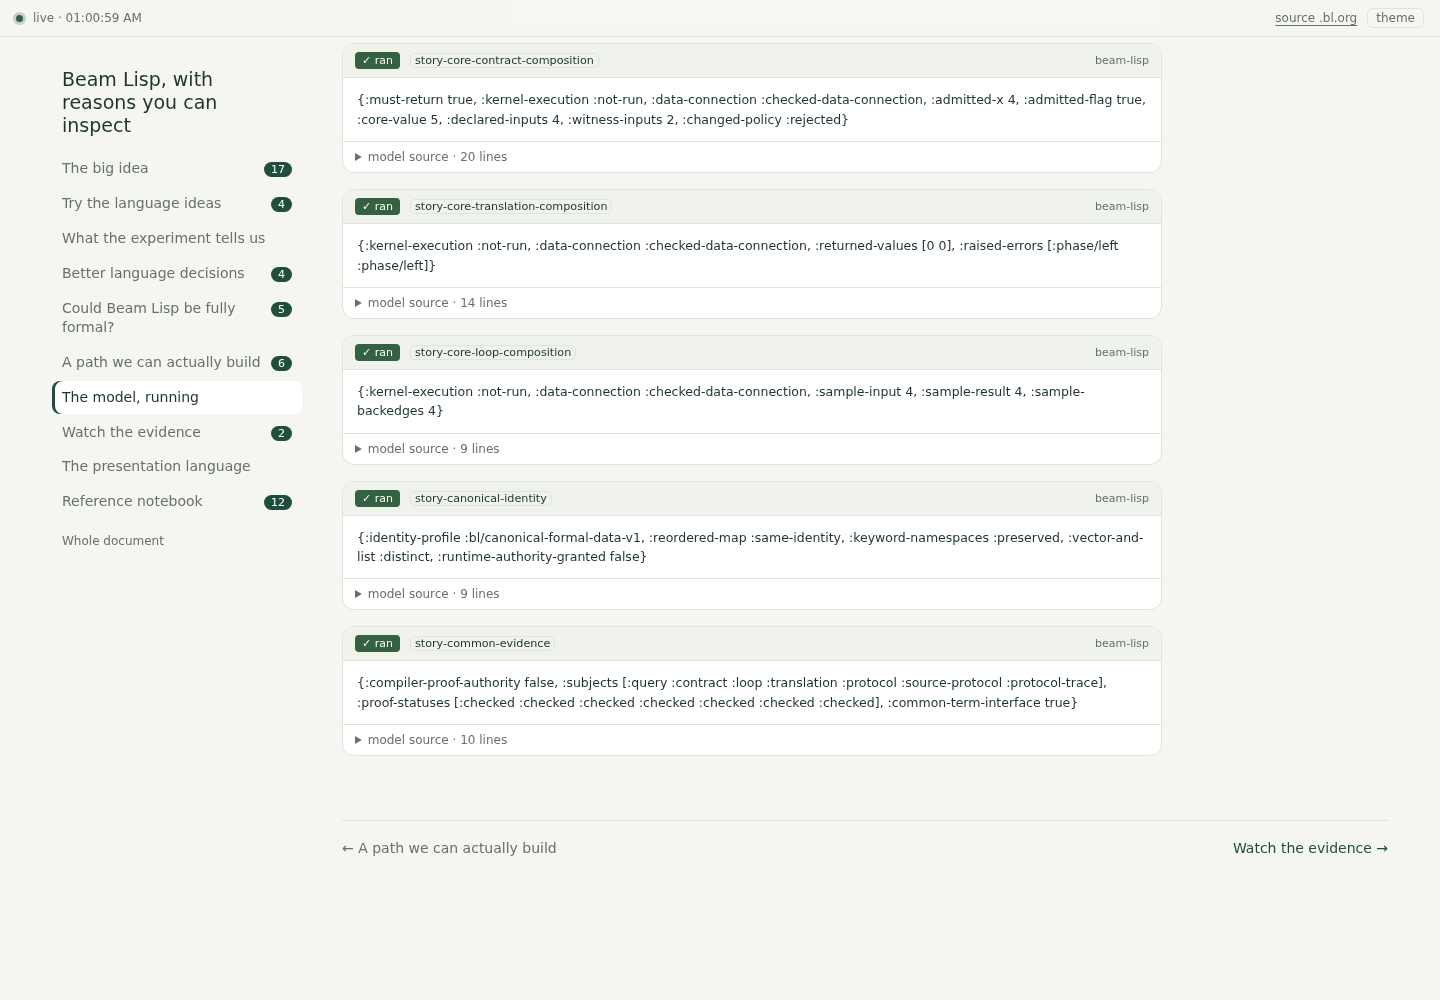 live · 01:00:59 AM
source .bl.org
theme
Beam Lisp, with
reasons you can
inspect
The big idea 17
Try the language ideas 4
What the experiment tells us
Better language decisions 4
Could Beam Lisp be fully 5
formal?
A path we can actually build 6
The model, running
Watch the evidence 2
The presentation language
Reference notebook 12
Whole document
✓ ran story-core-contract-composition beam-lisp
{:must-return true, :kernel-execution :not-run, :data-connection :checked-data-connection, :admitted-x 4, :admitted-flag true,
:core-value 5, :declared-inputs 4, :witness-inputs 2, :changed-policy :rejected}
▶ model source · 20 lines
✓ ran story-core-translation-composition beam-lisp
{:kernel-execution :not-run, :data-connection :checked-data-connection, :returned-values [0 0], :raised-errors [:phase/left
:phase/left]}
▶ model source · 14 lines
✓ ran story-core-loop-composition beam-lisp
{:kernel-execution :not-run, :data-connection :checked-data-connection, :sample-input 4, :sample-result 4, :sample-
backedges 4}
▶ model source · 9 lines
✓ ran story-canonical-identity beam-lisp
{:identity-profile :bl/canonical-formal-data-v1, :reordered-map :same-identity, :keyword-namespaces :preserved, :vector-and-
list :distinct, :runtime-authority-granted false}
▶ model source · 9 lines
✓ ran story-common-evidence beam-lisp
{:compiler-proof-authority false, :subjects [:query :contract :loop :translation :protocol :source-protocol :protocol-trace],
:proof-statuses [:checked :checked :checked :checked :checked :checked :checked], :common-term-interface true}
▶ model source · 10 lines
← A path we can actually build
Watch the evidence →